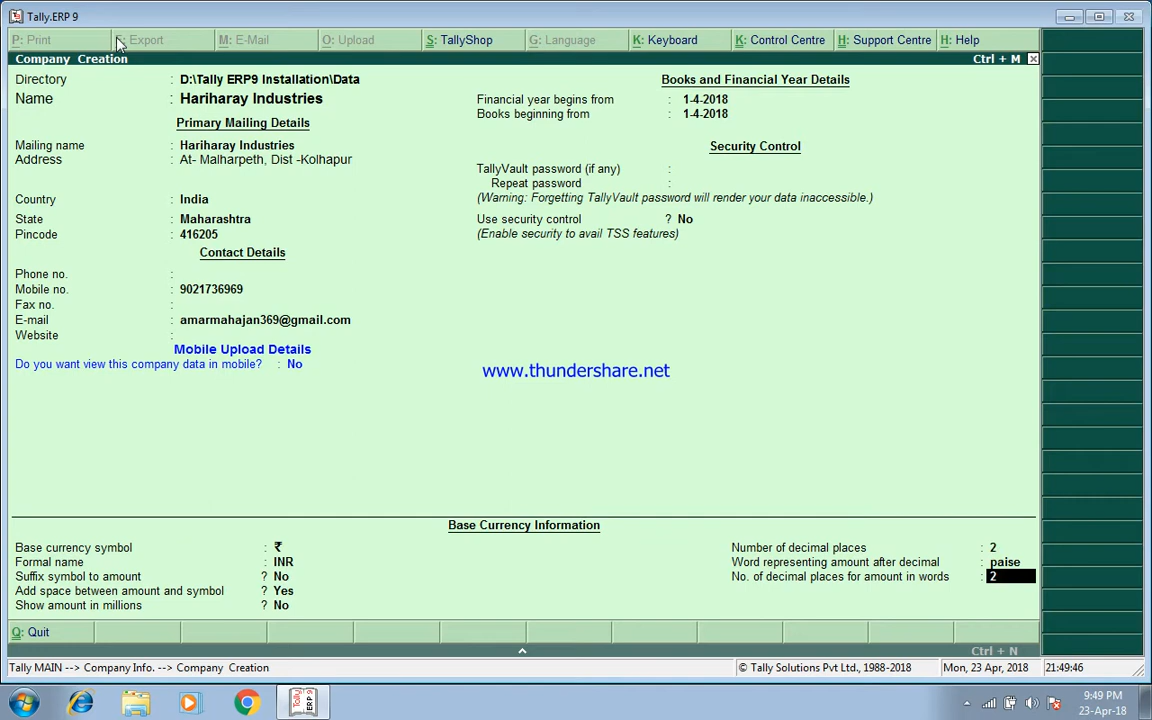 Tally.ERP 9
P: Print
E: Export
M: E-Mail
O: Upload
S: TallyShop
G: Language
K: Keyboard
K: Control Centre
H: Support Centre
H: Help
Company Creation
Ctrl + M
Directory : D:\Tally ERP9 Installation\Data
Name : Hariharay Industries
Primary Mailing Details
Mailing name : Hariharay Industries
Address : At- Malharpeth, Dist -Kolhapur
Country : India
State : Maharashtra
Pincode : 416205
Contact Details
Phone no. :
Mobile no. : 9021736969
Fax no. :
E-mail : amarmahajan369@gmail.com
Website :
Mobile Upload Details
Do you want view this company data in mobile? : No
Books and Financial Year Details
Financial year begins from : 1-4-2018
Books beginning from : 1-4-2018
Security Control
TallyVault password (if any) :
Repeat password :
(Warning: Forgetting TallyVault password will render your data inaccessible.)
Use security control ? No
(Enable security to avail TSS features)
www.thundershare.net
Base Currency Information
Base currency symbol : ₹
Formal name : INR
Suffix symbol to amount ? No
Add space between amount and symbol ? Yes
Show amount in millions ? No
Number of decimal places : 2
Word representing amount after decimal : paise
No. of decimal places for amount in words : 2
Q: Quit
Ctrl + N
Tally MAIN --> Company Info. --> Company Creation
© Tally Solutions Pvt Ltd., 1988-2018
Mon, 23 Apr, 2018
21:49:46
Tally ERP 9
9:49 PM
23-Apr-18